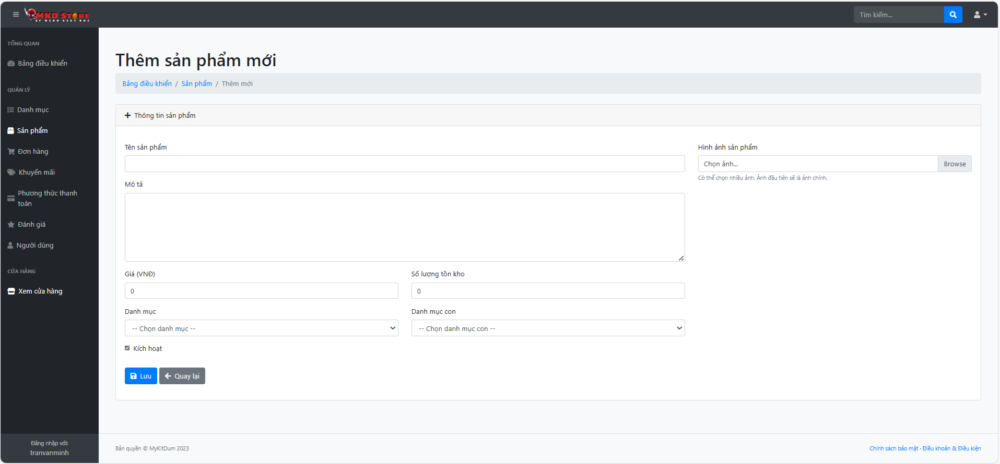 MKD STORE
BY MINH KIET DUC
Tìm kiếm...
TỔNG QUAN
Bảng điều khiển
QUẢN LÝ
Danh mục
Sản phẩm
Đơn hàng
Khuyến mãi
Phương thức thanh
toán
Đánh giá
Người dùng
CỬA HÀNG
Xem cửa hàng
Đăng nhập với:
tranvanminh
Thêm sản phẩm mới
Bảng điều khiển / Sản phẩm / Thêm mới
Thông tin sản phẩm
Tên sản phẩm
Mô tả
Giá (VNĐ)
Số lượng tồn kho
0
0
Danh mục
Danh mục con
-- Chọn danh mục --
-- Chọn danh mục con --
Kích hoạt
Lưu
Quay lại
Hình ảnh sản phẩm
Chọn ảnh...
Browse
Có thể chọn nhiều ảnh. Ảnh đầu tiên sẽ là ảnh chính.
Bản quyền © MyKitDum 2023
Chính sách bảo mật · Điều khoản & Điều kiện